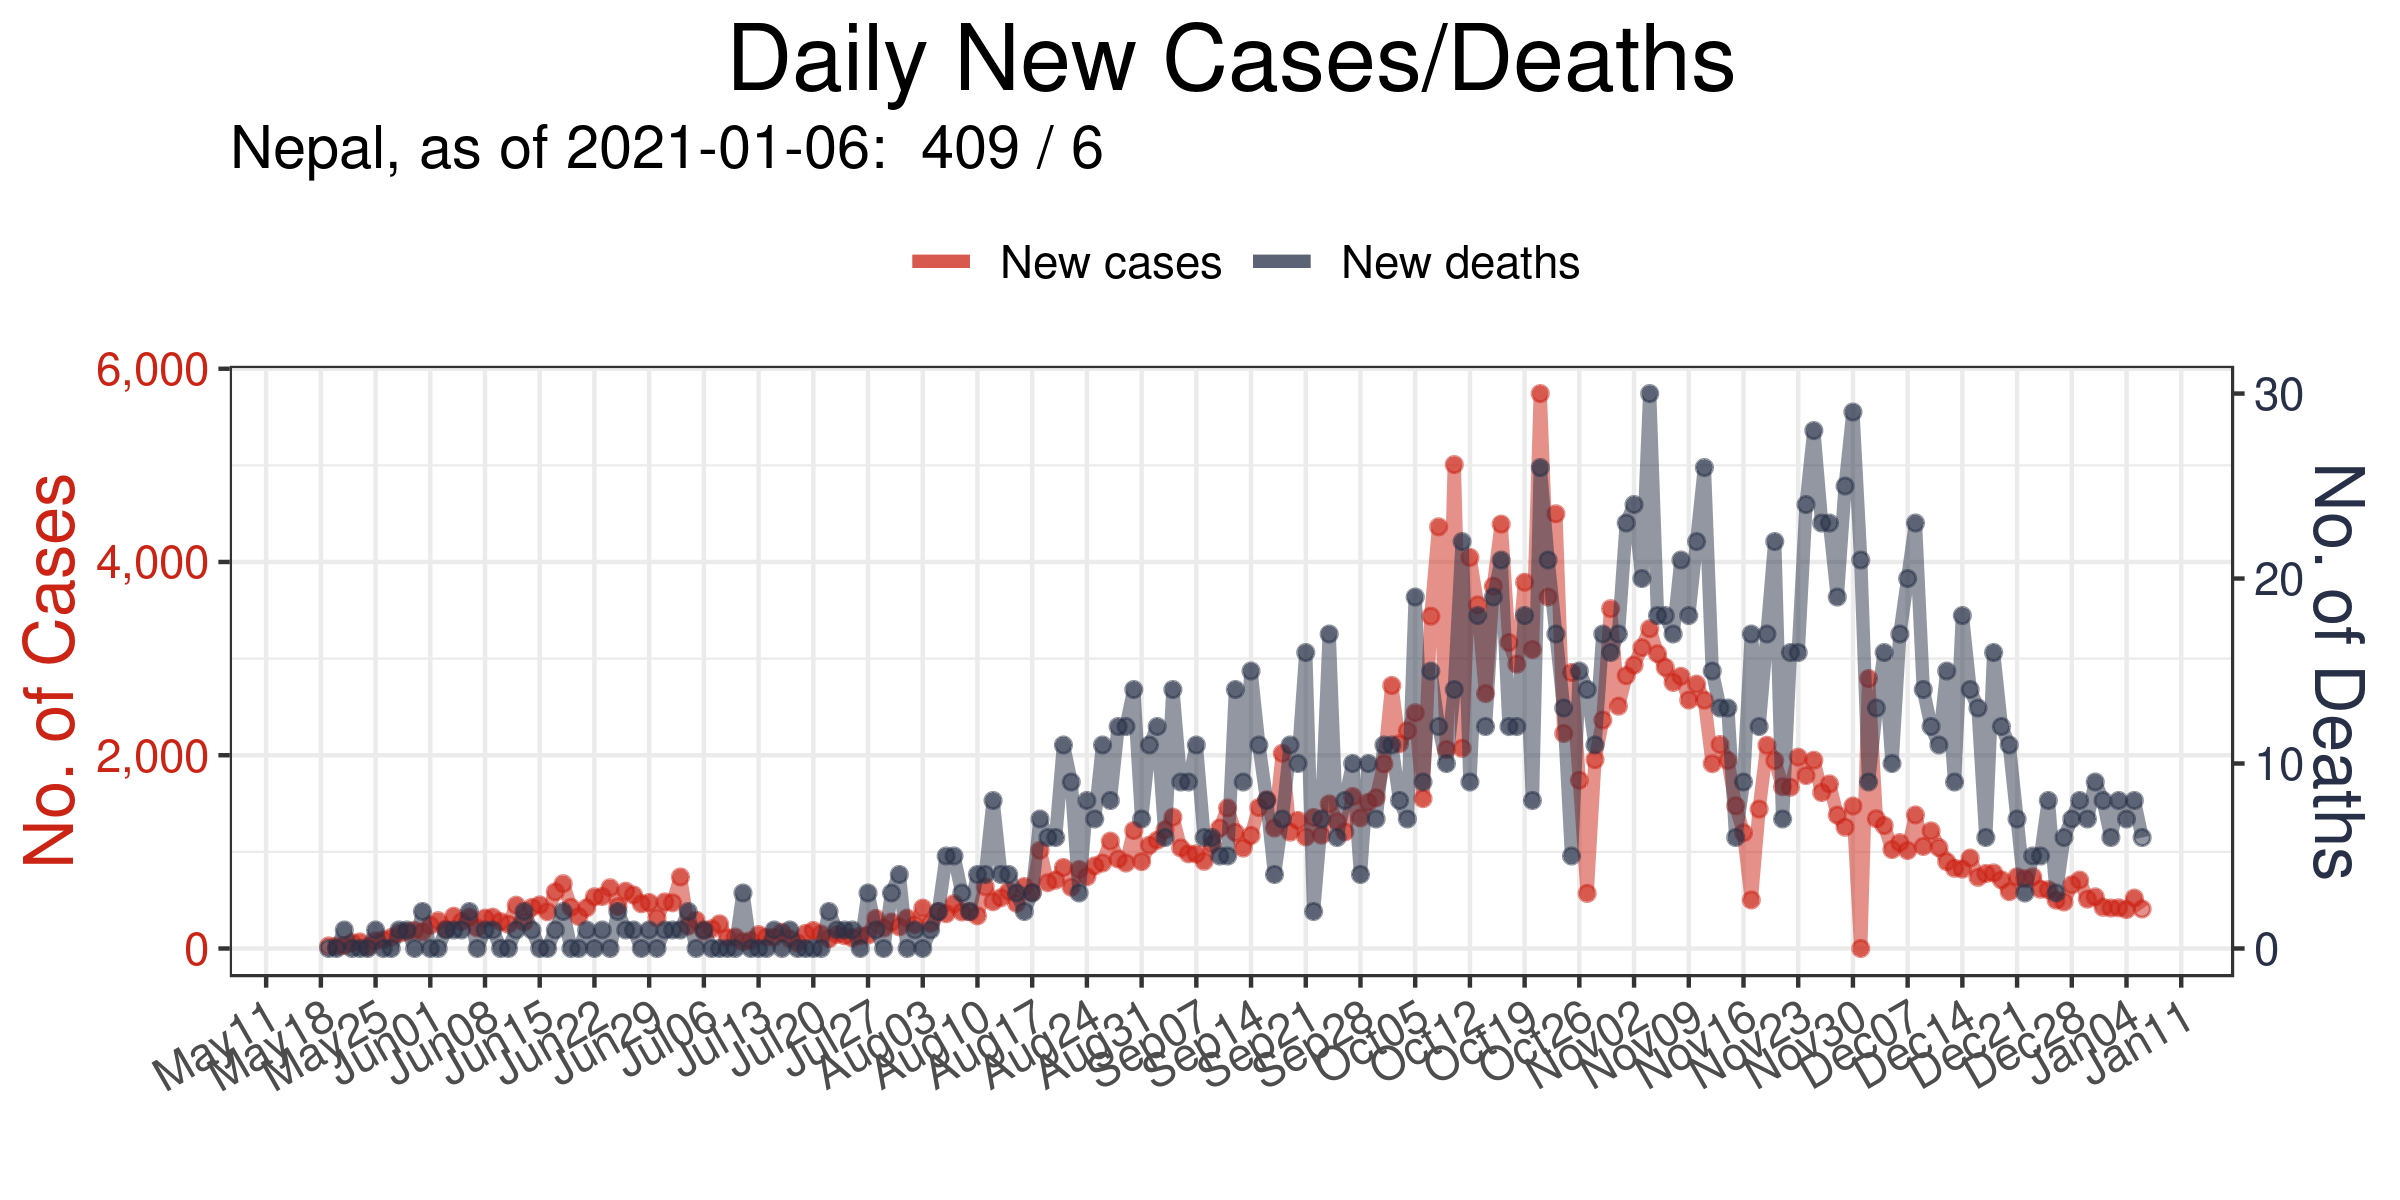 Daily New Cases/Deaths
Nepal, as of 2021-01-06:  409 / 6
New cases
New deaths
No. of Cases
6,000
4,000
2,000
0
30
20
10
0
No. of Deaths
May11
May18
May25
Jun01
Jun08
Jun15
Jun22
Jun29
Jul06
Jul13
Jul20
Jul27
Aug03
Aug10
Aug17
Aug24
Aug31
Sep07
Sep14
Sep21
Sep28
Oct05
Oct12
Oct19
Oct26
Nov02
Nov09
Nov16
Nov23
Nov30
Dec07
Dec14
Dec21
Dec28
Jan04
Jan11